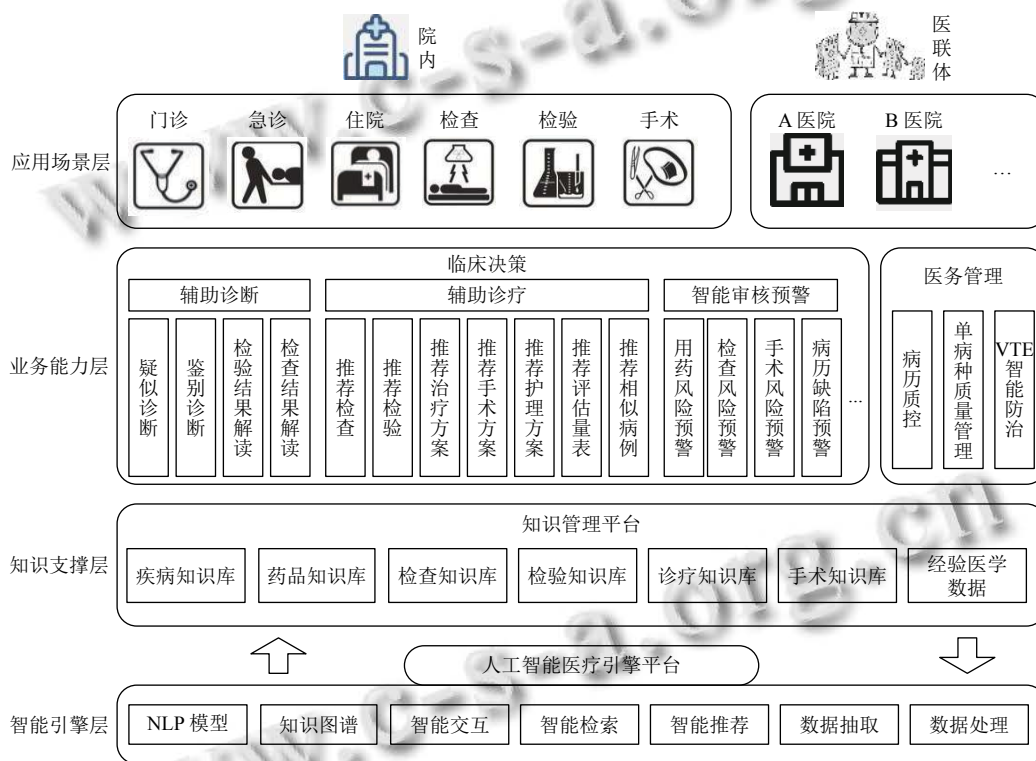 院内
医联体
应用场景层
门诊
急诊
住院
检查
检验
手术
A 医院
B 医院
…
业务能力层
临床决策
辅助诊断
辅助诊疗
智能审核预警
疑似诊断
鉴别诊断
检验结果解读
检查结果解读
推荐检查
推荐检验
推荐治疗方案
推荐手术方案
推荐护理方案
推荐评估量表
推荐相似病例
用药风险预警
检查风险预警
手术风险预警
病历缺陷预警
…
医务管理
病历质控
单病种质量管理
VTE智能防治
知识支撑层
知识管理平台
疾病知识库
药品知识库
检查知识库
检验知识库
诊疗知识库
手术知识库
经验医学
数据
人工智能医疗引擎平台
智能引擎层
NLP 模型
知识图谱
智能交互
智能检索
智能推荐
数据抽取
数据处理
www.c-s-a.org.cn